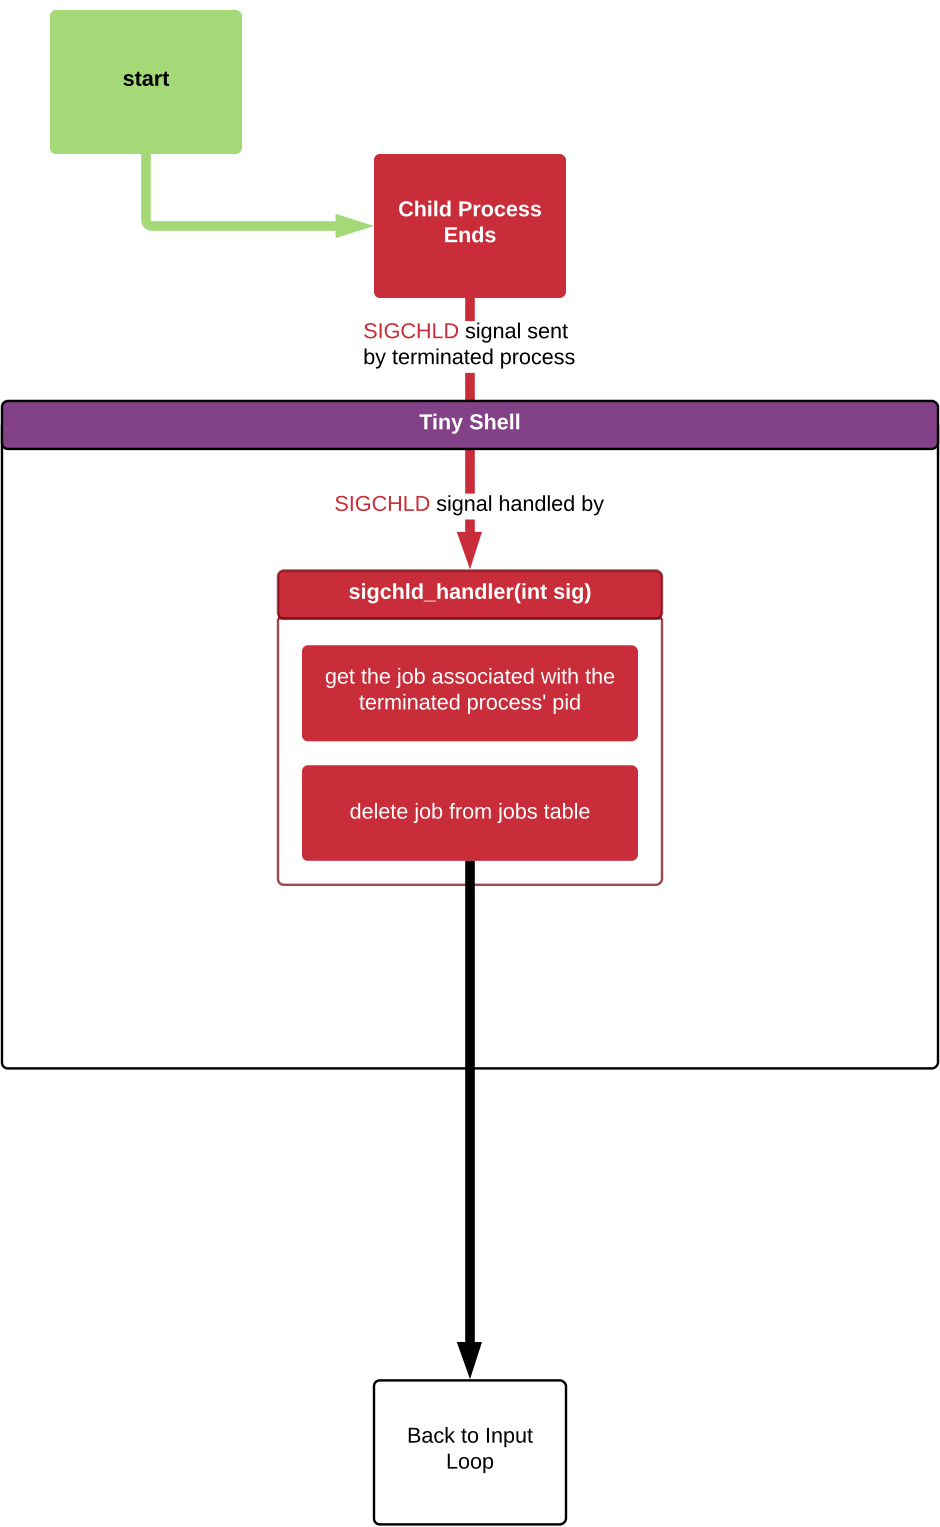 start
Child Process
Ends
SIGCHLD signal sent
by terminated process
Tiny Shell
SIGCHLD signal handled by
sigchld_handler(int sig)
get the job associated with the
terminated process' pid
delete job from jobs table
Back to Input
Loop